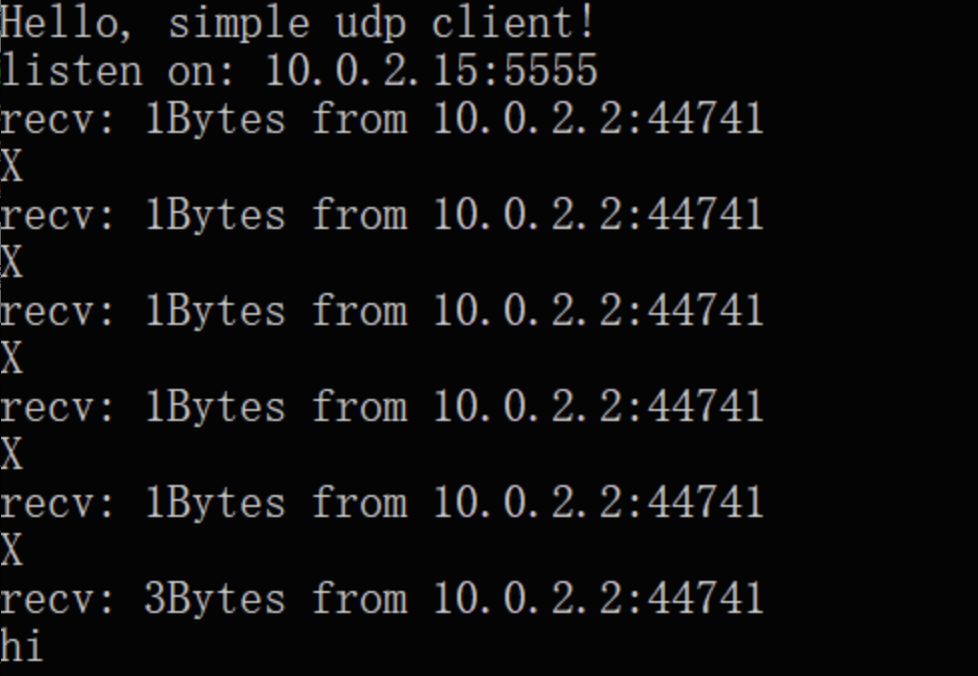 Hello, simple udp client!
listen on: 10.0.2.15:5555
recv: 1Bytes from 10.0.2.2:44741
X
recv: 1Bytes from 10.0.2.2:44741
X
recv: 1Bytes from 10.0.2.2:44741
X
recv: 1Bytes from 10.0.2.2:44741
X
recv: 1Bytes from 10.0.2.2:44741
X
recv: 3Bytes from 10.0.2.2:44741
hi